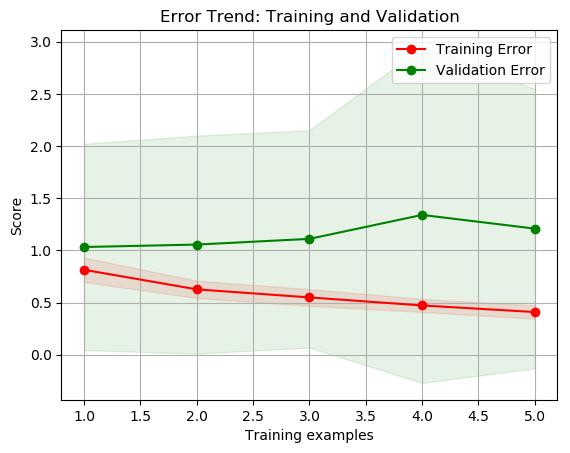 Error Trend: Training and Validation
Training Error
Validation Error
3.0
2.5
2.0
1.5
1.0
0.5
0.0
Score
1.0 1.5 2.0 2.5 3.0 3.5 4.0 4.5 5.0
Training examples